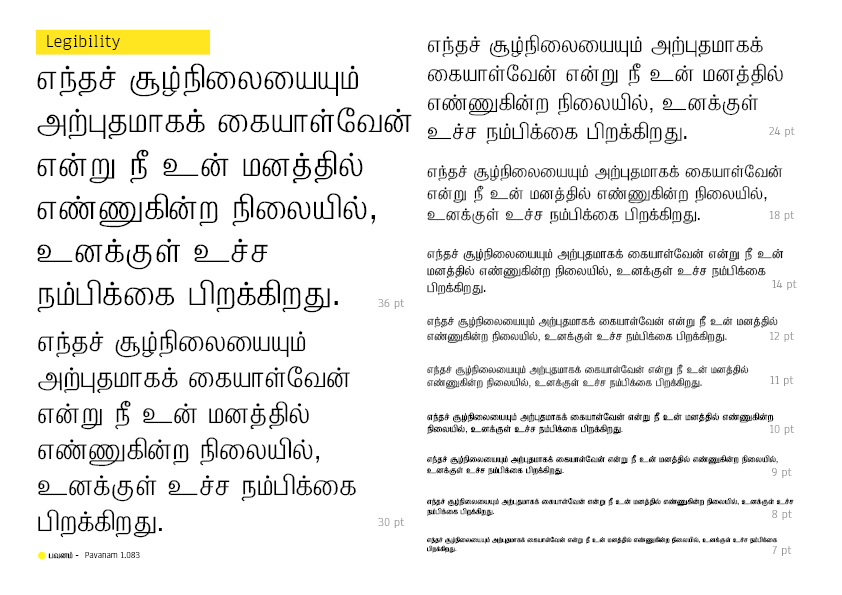 Legibility
எந்தச் சூழ்நிலையையும்
அற்புதமாகக் கையாள்வேன்
என்று நீ உன் மனத்தில்
எண்ணுகின்ற நிலையில்,
உனக்குள் உச்ச
நம்பிக்கை பிறக்கிறது.
36 pt
எந்தச் சூழ்நிலையையும்
அற்புதமாகக் கையாள்வேன்
என்று நீ உன் மனத்தில்
எண்ணுகின்ற நிலையில்,
உனக்குள் உச்ச நம்பிக்கை
பிறக்கிறது.
30 pt
பவனம் - Pavanam 1.083
எந்தச் சூழ்நிலையையும் அற்புதமாகக்
கையாள்வேன் என்று நீ உன் மனத்தில்
எண்ணுகின்ற நிலையில், உனக்குள்
உச்ச நம்பிக்கை பிறக்கிறது.
24 pt
எந்தச் சூழ்நிலையையும் அற்புதமாகக் கையாள்வேன்
என்று நீ உன் மனத்தில் எண்ணுகின்ற நிலையில்,
உனக்குள் உச்ச நம்பிக்கை பிறக்கிறது.
18 pt
எந்தச் சூழ்நிலையையும் அற்புதமாகக் கையாள்வேன் என்று நீ உன்
மனத்தில் எண்ணுகின்ற நிலையில், உனக்குள் உச்ச நம்பிக்கை
பிறக்கிறது.
14 pt
எந்தச் சூழ்நிலையையும் அற்புதமாகக் கையாள்வேன் என்று நீ உன் மனத்தில்
எண்ணுகின்ற நிலையில், உனக்குள் உச்ச நம்பிக்கை பிறக்கிறது.
12 pt
எந்தச் சூழ்நிலையையும் அற்புதமாகக் கையாள்வேன் என்று நீ உன் மனத்தில்
எண்ணுகின்ற நிலையில், உனக்குள் உச்ச நம்பிக்கை பிறக்கிறது.
11 pt
எந்தச் சூழ்நிலையையும் அற்புதமாகக் கையாள்வேன் என்று நீ உன் மனத்தில் எண்ணுகின்ற
நிலையில், உனக்குள் உச்ச நம்பிக்கை பிறக்கிறது.
10 pt
எந்தச் சூழ்நிலையையும் அற்புதமாகக் கையாள்வேன் என்று நீ உன் மனத்தில் எண்ணுகின்ற நிலையில்,
உனக்குள் உச்ச நம்பிக்கை பிறக்கிறது.
9 pt
எந்தச் சூழ்நிலையையும் அற்புதமாகக் கையாள்வேன் என்று நீ உன் மனத்தில் எண்ணுகின்ற நிலையில், உனக்குள் உச்ச
நம்பிக்கை பிறக்கிறது.
8 pt
எந்தச் சூழ்நிலையையும் அற்புதமாகக் கையாள்வேன் என்று நீ உன் மனத்தில் எண்ணுகின்ற நிலையில், உனக்குள் உச்ச நம்பிக்கை
பிறக்கிறது.
7 pt